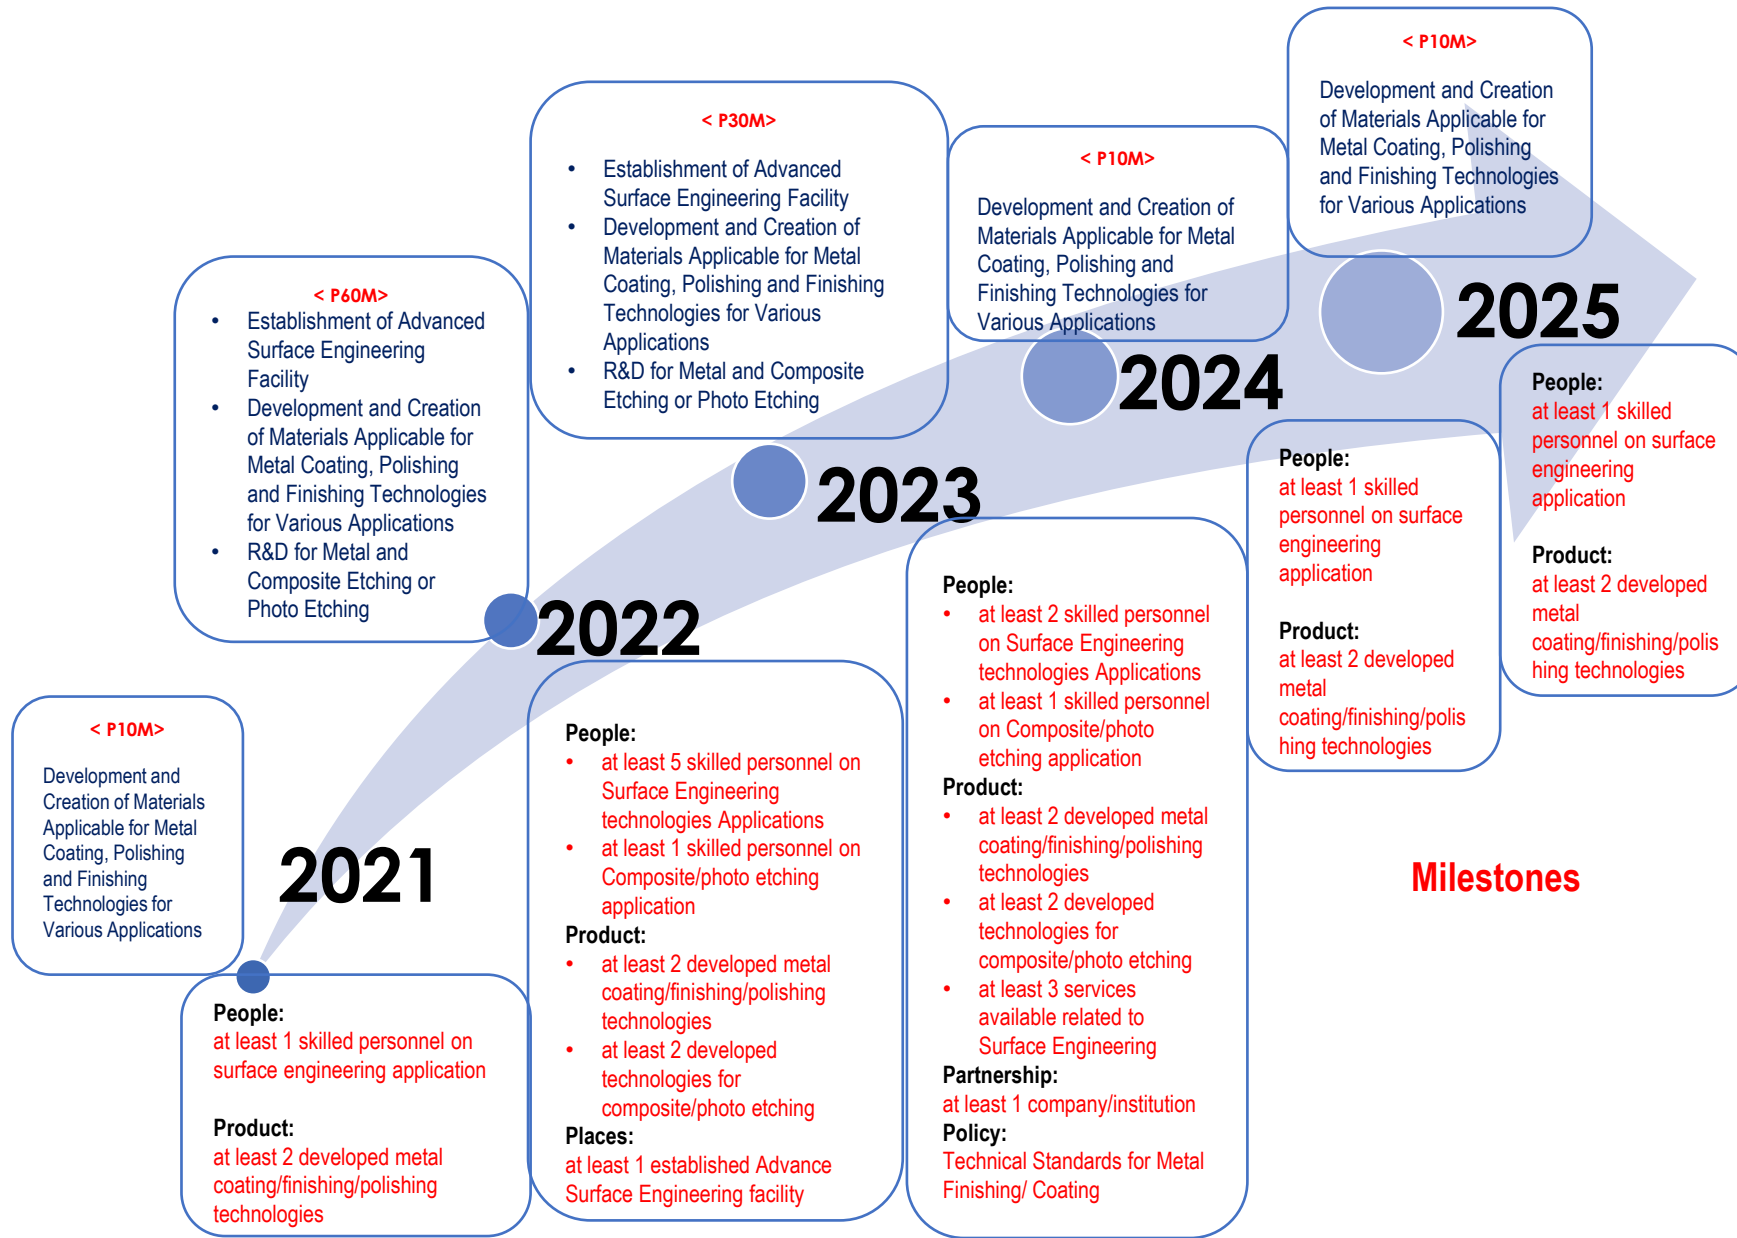 < P10M>
Development and
Creation of Materials
Applicable for Metal
Coating, Polishing
and Finishing
Technologies for
Various Applications
2021
People:
at least 1 skilled personnel on
surface engineering application
Product:
at least 2 developed metal
coating/finishing/polishing
technologies
< P60M>
• Establishment of Advanced
Surface Engineering
Facility
• Development and Creation
of Materials Applicable for
Metal Coating, Polishing
and Finishing Technologies
for Various Applications
• R&D for Metal and
Composite Etching or
Photo Etching
2022
People:
• at least 5 skilled personnel on
Surface Engineering
technologies Applications
• at least 1 skilled personnel on
Composite/photo etching
application
Product:
• at least 2 developed metal
coating/finishing/polishing
technologies
• at least 2 developed
technologies for
composite/photo etching
Places:
at least 1 established Advance
Surface Engineering facility
< P30M>
• Establishment of Advanced
Surface Engineering Facility
• Development and Creation of
Materials Applicable for Metal
Coating, Polishing and Finishing
Technologies for Various
Applications
• R&D for Metal and Composite
Etching or Photo Etching
2023
People:
• at least 2 skilled personnel
on Surface Engineering
technologies Applications
• at least 1 skilled personnel
on Composite/photo
etching application
Product:
• at least 2 developed metal
coating/finishing/polishing
technologies
• at least 2 developed
technologies for
composite/photo etching
• at least 3 services
available related to
Surface Engineering
Partnership:
at least 1 company/institution
Policy:
Technical Standards for Metal
Finishing/ Coating
< P10M>
Development and Creation of
Materials Applicable for Metal
Coating, Polishing and
Finishing Technologies for
Various Applications
2024
People:
at least 1 skilled
personnel on surface
engineering
application
Product:
at least 2 developed
metal
coating/finishing/polis
hing technologies
< P10M>
Development and Creation
of Materials Applicable for
Metal Coating, Polishing
and Finishing Technologies
for Various Applications
2025
People:
at least 1 skilled
personnel on surface
engineering
application
Product:
at least 2 developed
metal
coating/finishing/polis
hing technologies
Milestones